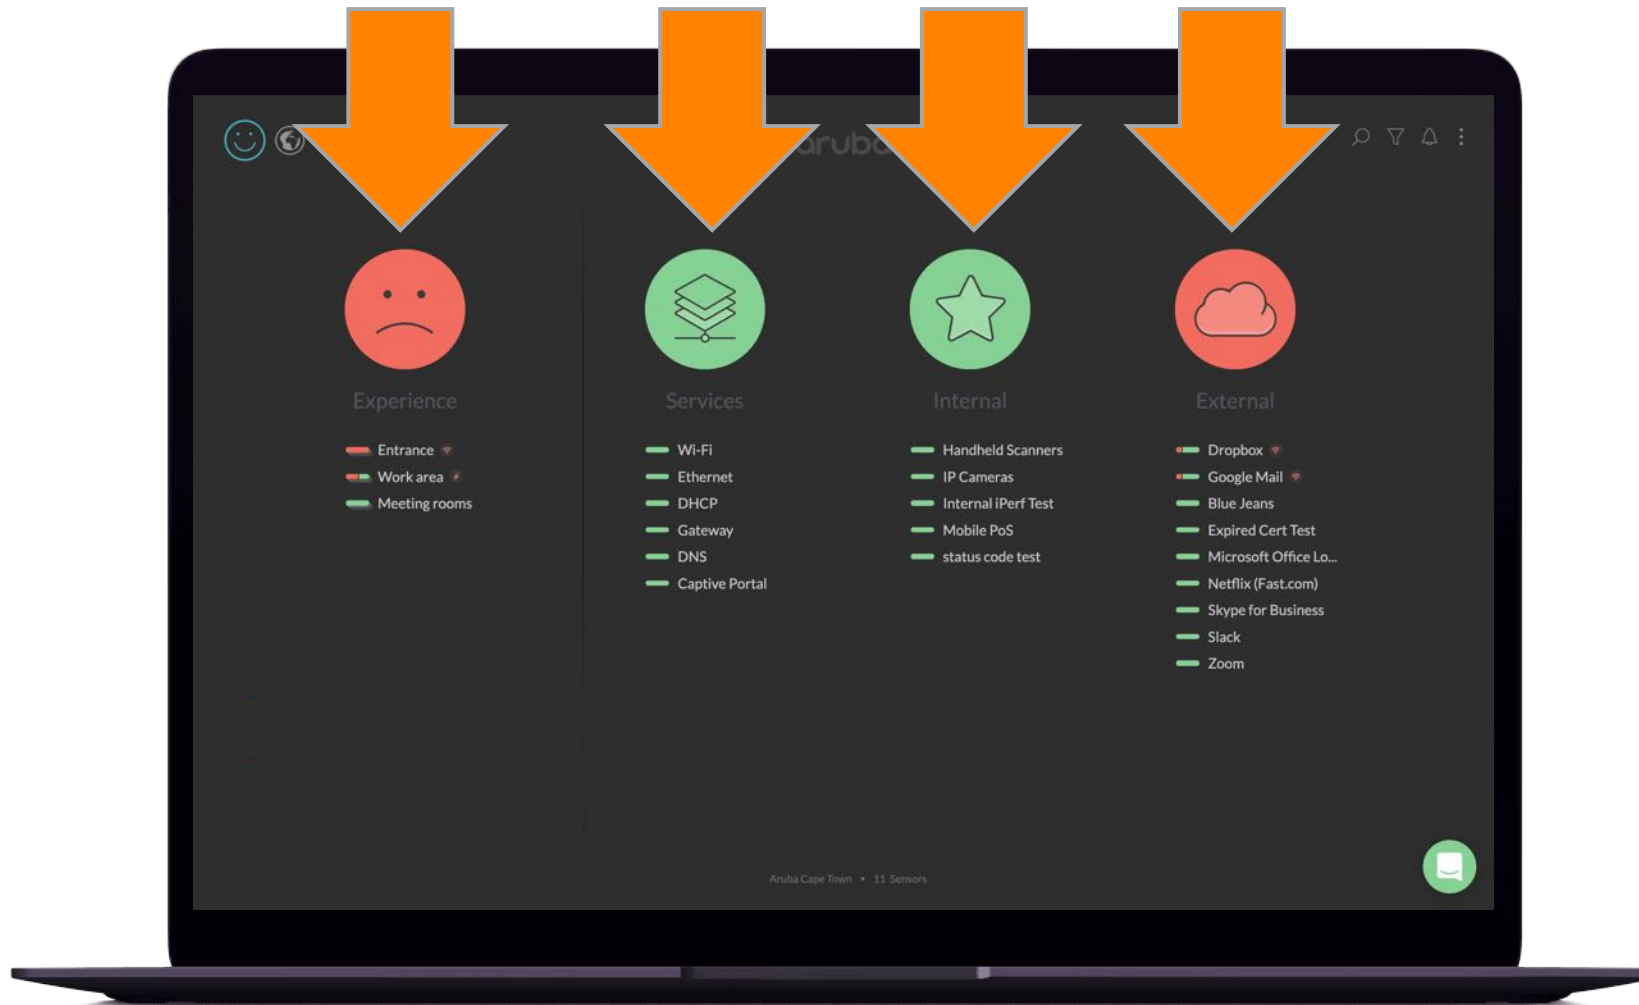 aruba
Experience
Entrance
Work area
Meeting rooms
Services
Wi-Fi
Ethernet
DHCP
Gateway
DNS
Captive Portal
Internal
Handheld Scanners
IP Cameras
Internal iPerf Test
Mobile PoS
status code test
External
Dropbox
Google Mail
Blue Jeans
Expired Cert Test
Microsoft Office Lo...
Netflix (Fast.com)
Skype for Business
Slack
Zoom
Aruba Cape Town • 11 Sensors